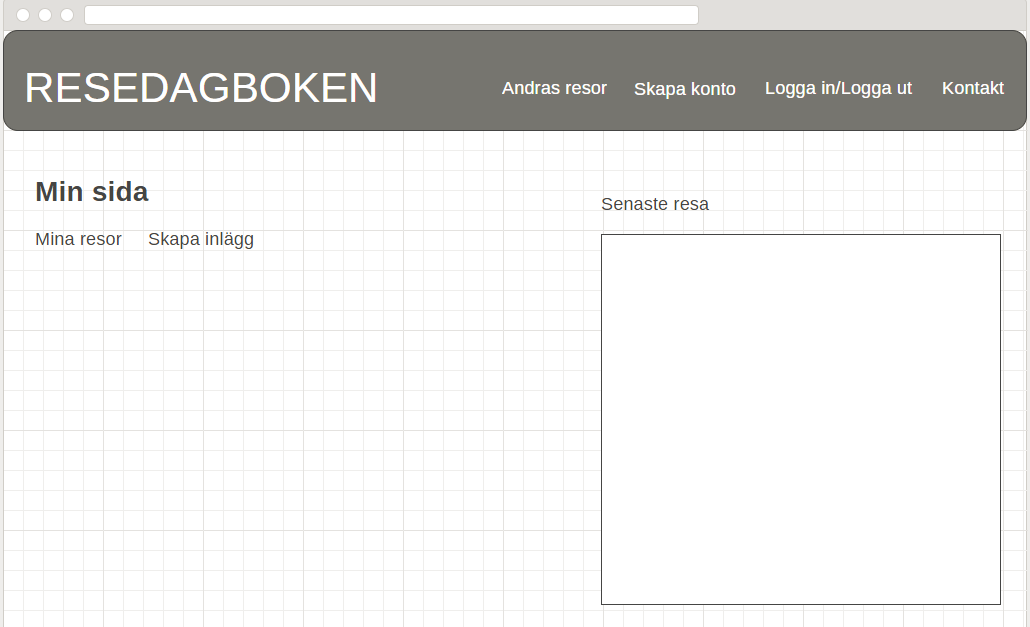 RESEDAGBOKEN
Andras resor Skapa konto Logga in/Logga ut Kontakt
Min sida
Mina resor Skapa inlägg
Senaste resa